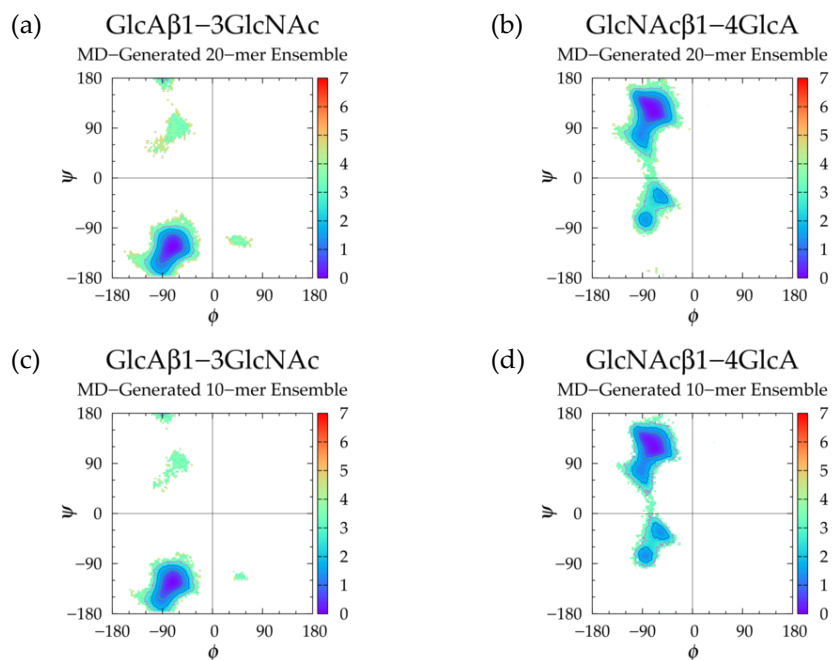 (a)
GlcAβ1−3GlcNAc
MD−Generated 20−mer Ensemble
180
90
0
−90
−180
ψ
−180 −90 0 90 180
ϕ
7
6
5
4
3
2
1
0
(b)
GlcNAcβ1−4GlcA
MD−Generated 20−mer Ensemble
180
90
0
−90
−180
ψ
−180 −90 0 90 180
ϕ
7
6
5
4
3
2
1
0
(c)
GlcAβ1−3GlcNAc
MD−Generated 10−mer Ensemble
180
90
0
−90
−180
ψ
−180 −90 0 90 180
ϕ
7
6
5
4
3
2
1
0
(d)
GlcNAcβ1−4GlcA
MD−Generated 10−mer Ensemble
180
90
0
−90
−180
ψ
−180 −90 0 90 180
ϕ
7
6
5
4
3
2
1
0